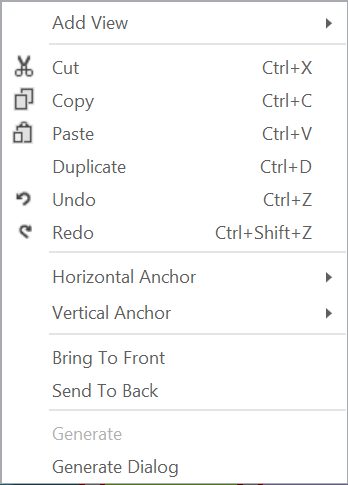 Add View
Cut Ctrl+X
Copy Ctrl+C
Paste Ctrl+V
Duplicate Ctrl+D
Undo Ctrl+Z
Redo Ctrl+Shift+Z
Horizontal Anchor
Vertical Anchor
Bring To Front
Send To Back
Generate
Generate Dialog